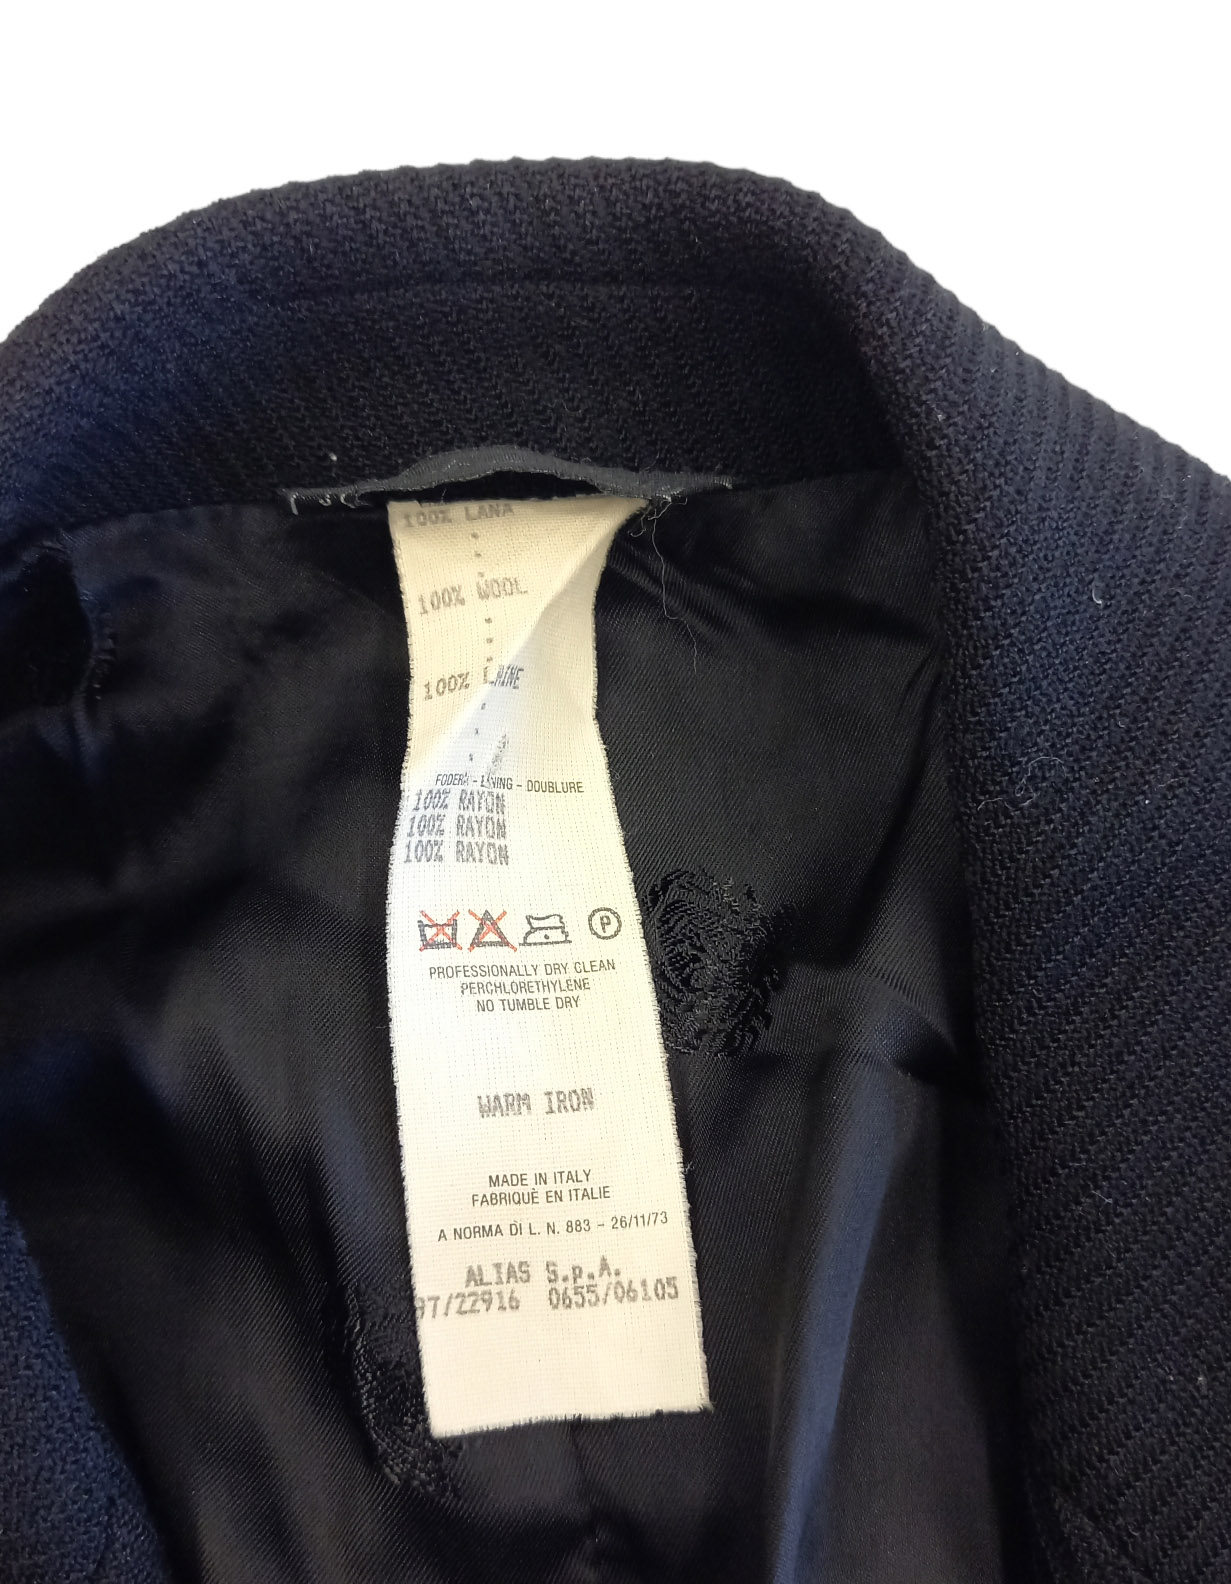 100% LANA
100% WOOL
100% LAINE
FODERA - LINING - DOUBLURE
100% RAYON
100% RAYON
100% RAYON
P
PROFESSIONALLY DRY CLEAN
PERCHLORETHYLENE
NO TUMBLE DRY
WARM IRON
MADE IN ITALY
FABRIQUÈ EN ITALIE
A NORMA DI L. N. 883 - 26/11/73
ALIAS S.p.A.
97/22916 0655/06105